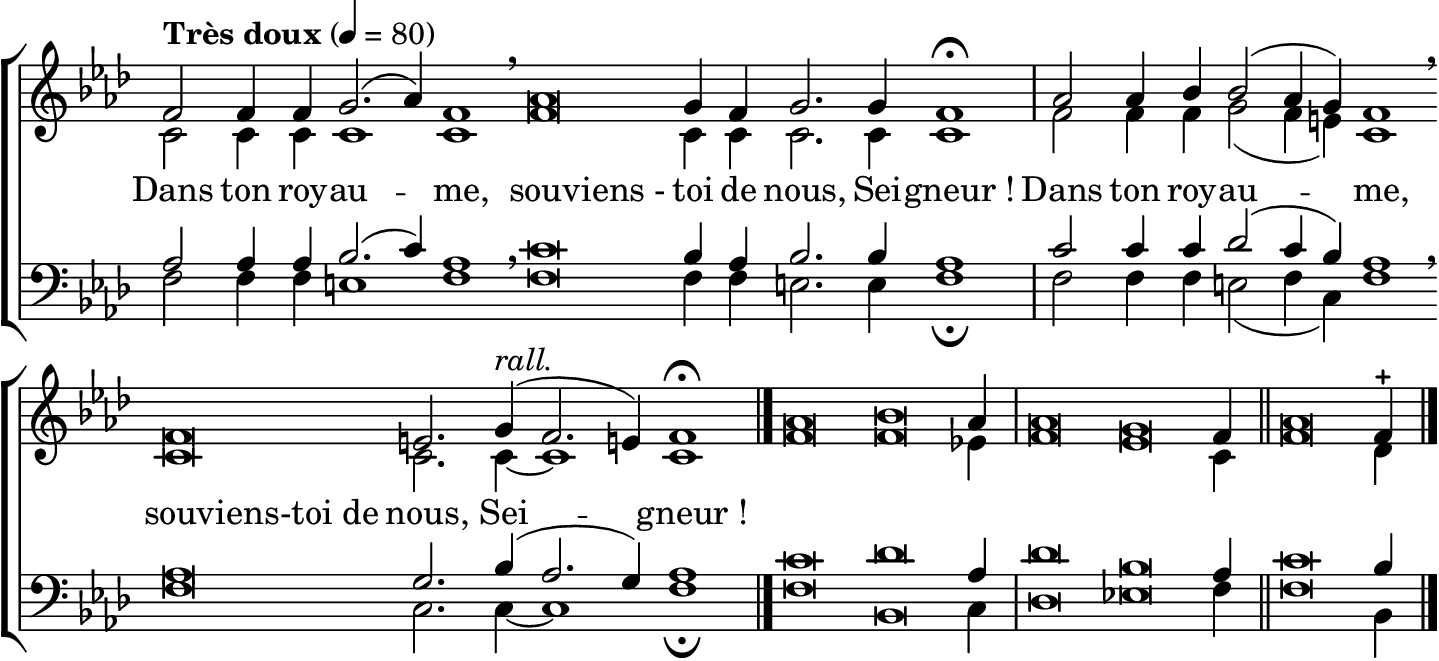 Très doux (♩ = 80)
Dans ton royau -- me, souviens - toi de nous, Seigneur ! Dans ton royau -- me,
rall.
souviens-toi de nous, Sei -- gneur !